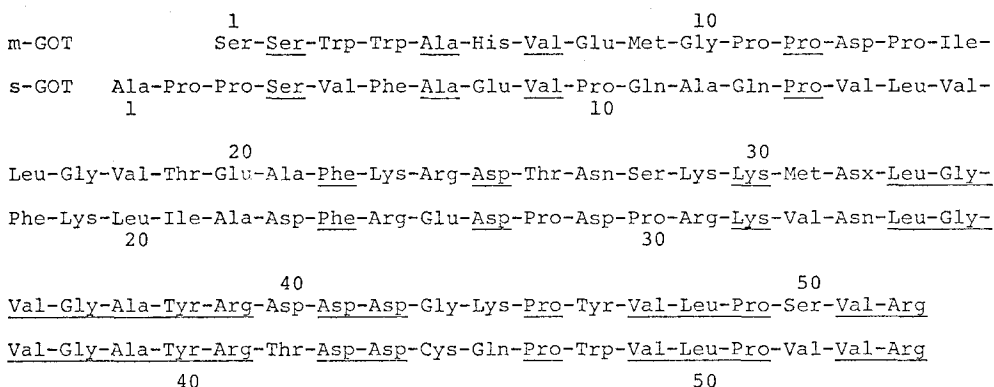 1 10
m-GOT Ser-Ser-Trp-Trp-Ala-His-Val-Glu-Met-Gly-Pro-Pro-Asp-Pro-Ile-
s-GOT Ala-Pro-Pro-Ser-Val-Phe-Ala-Glu-Val-Pro-Gln-Ala-Gln-Pro-Val-Leu-Val-
1 10
20 30
Leu-Gly-Val-Thr-Glu-Ala-Phe-Lys-Arg-Asp-Thr-Asn-Ser-Lys-Lys-Met-Asx-Leu-Gly-
Phe-Lys-Leu-Ile-Ala-Asp-Phe-Arg-Glu-Asp-Pro-Asp-Pro-Arg-Lys-Val-Asn-Leu-Gly-
20 30
40 50
Val-Gly-Ala-Tyr-Arg-Asp-Asp-Asp-Gly-Lys-Pro-Tyr-Val-Leu-Pro-Ser-Val-Arg
Val-Gly-Ala-Tyr-Arg-Thr-Asp-Asp-Cys-Gln-Pro-Trp-Val-Leu-Pro-Val-Val-Arg
40 50